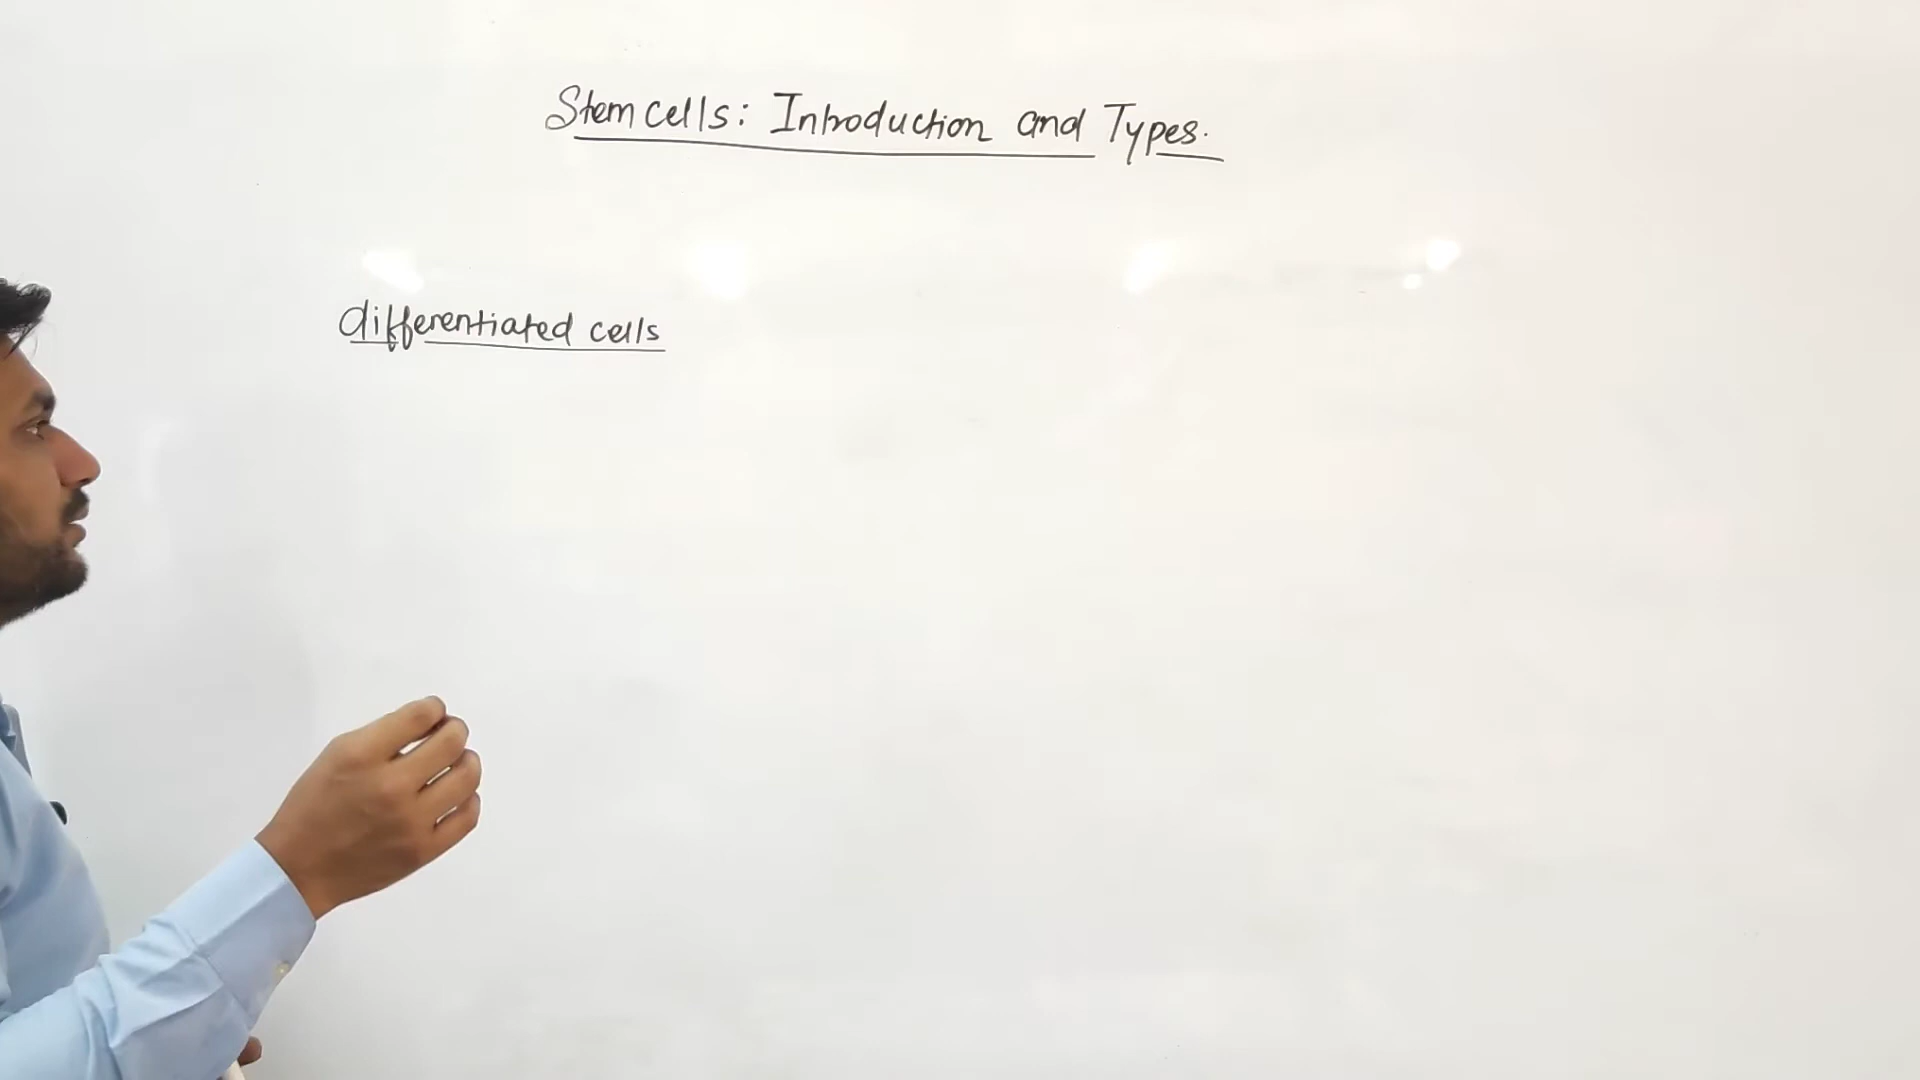 Stem cells: Introduction and Types.
differentiated cells